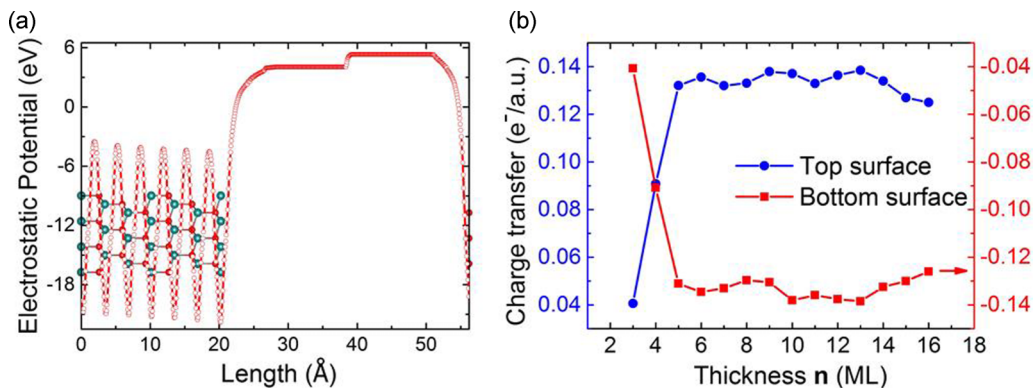 (a)
Electrostatic Potential (eV)
6
0
-6
-12
-18
0 10 20 30 40 50
Length (Å)
(b)
Charge transfer (e⁻/a.u.)
0.14
0.12
0.10
0.08
0.06
0.04
Top surface
Bottom surface
-0.04
-0.06
-0.08
-0.10
-0.12
-0.14
2 4 6 8 10 12 14 16 18
Thickness n (ML)